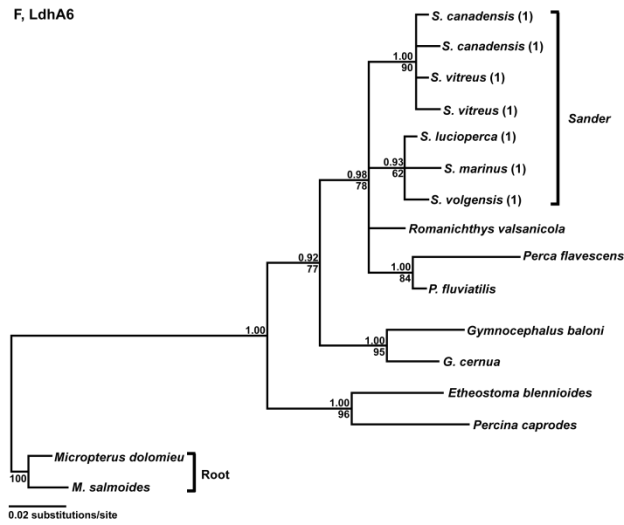 F, LdhA6
S. canadensis (1)
1.00
S. canadensis (1)
90
S. vitreus (1)
S. vitreus (1)
Sander
S. lucioperca (1)
0.93
S. marinus (1)
62
0.98
78
S. volgensis (1)
Romanichthys valsanicola
Perca flavescens
1.00
84
P. fluviatilis
0.92
77
Gymnocephalus baloni
1.00
95
G. cernua
1.00
Etheostoma blennioides
1.00
96
Percina caprodes
Micropterus dolomieu
100
Root
M. salmoides
0.02 substitutions/site